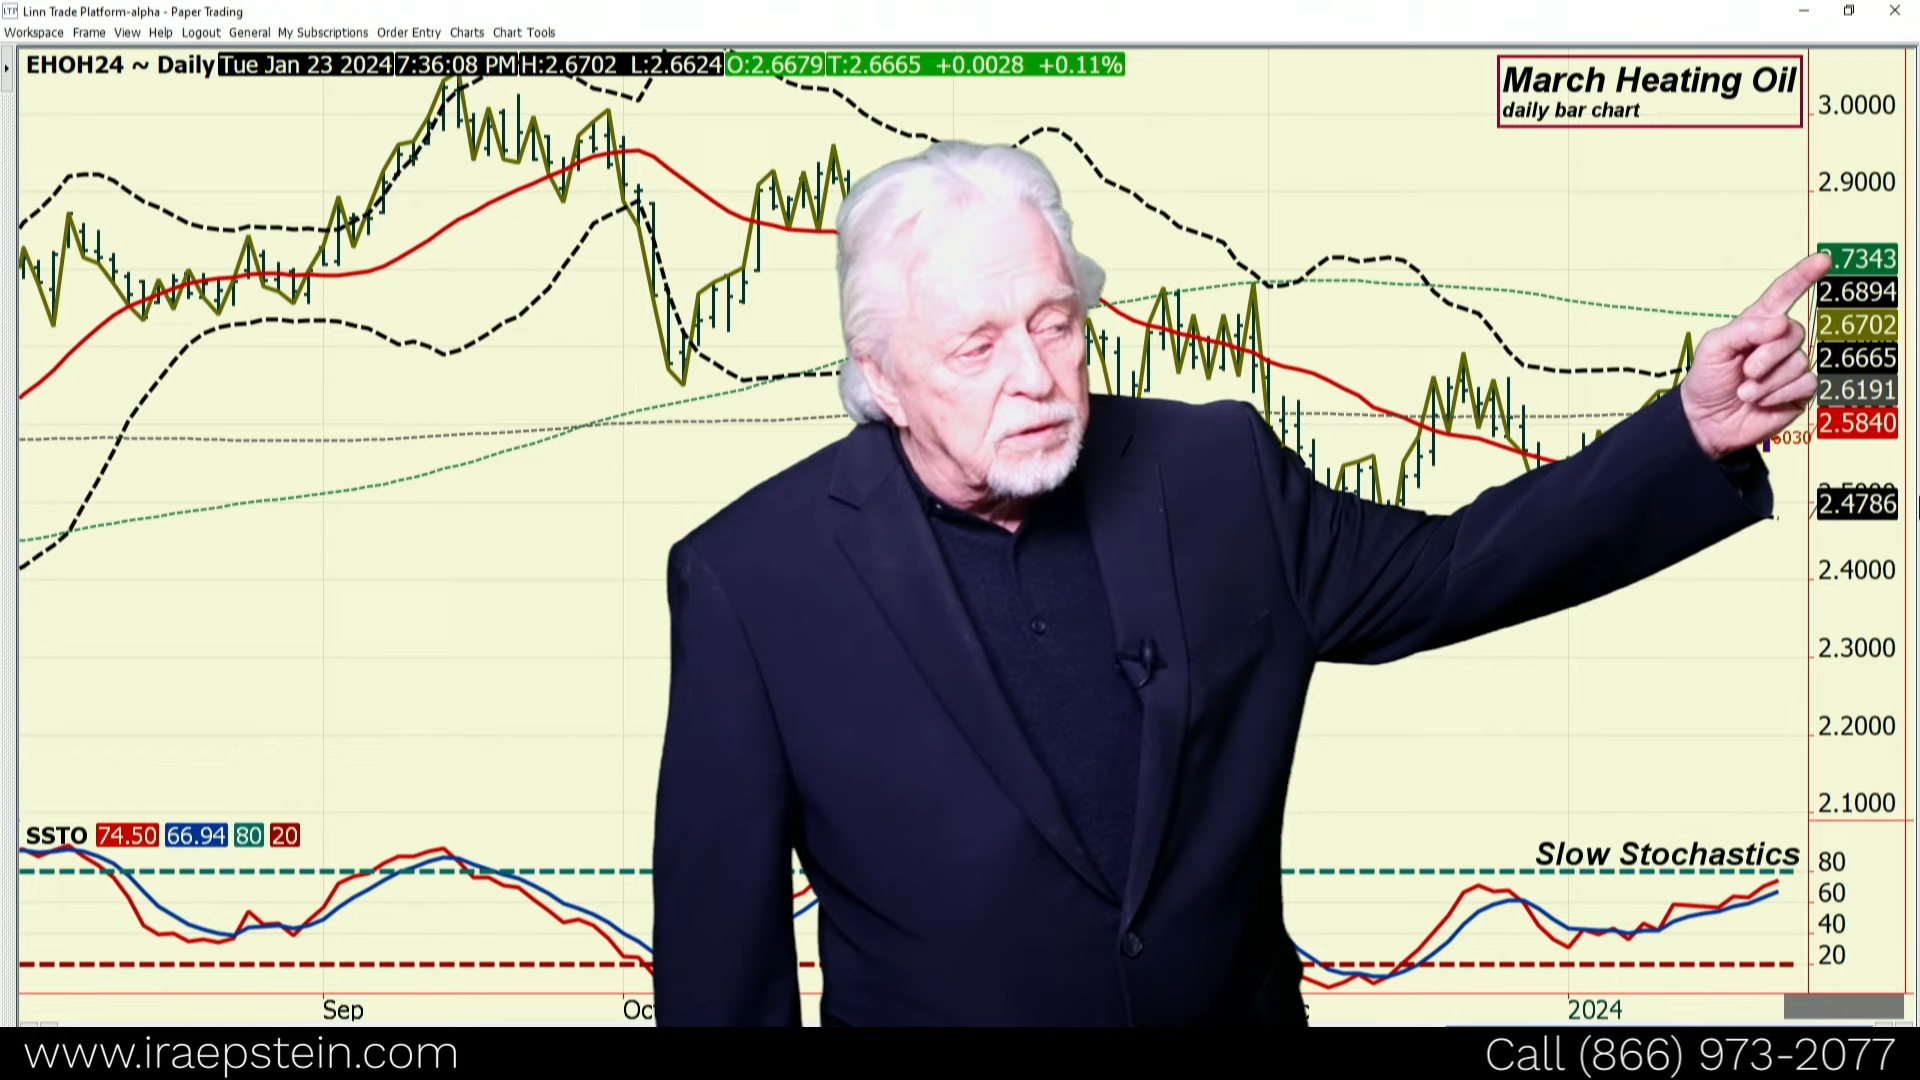 LTP Linn Trade Platform-alpha - Paper Trading
Workspace Frame View Help Logout General My Subscriptions Order Entry Charts Chart Tools
EHOH24 ~ Daily Tue Jan 23 2024 7:36:08 PM H:2.6702 L:2.6624 O:2.6679 T:2.6665 +0.0028 +0.11%
March Heating Oil
daily bar chart
3.0000
2.9000
.7343
2.6894
2.6702
2.6665
2.6191
2.5840
2.4786
2.4000
2.3000
2.2000
2.1000
SSTO 74.50 66.94 80 20
Slow Stochastics
80
60
40
20
Sep
Oct
2024
www.iraepstein.com
Call (866) 973-2077